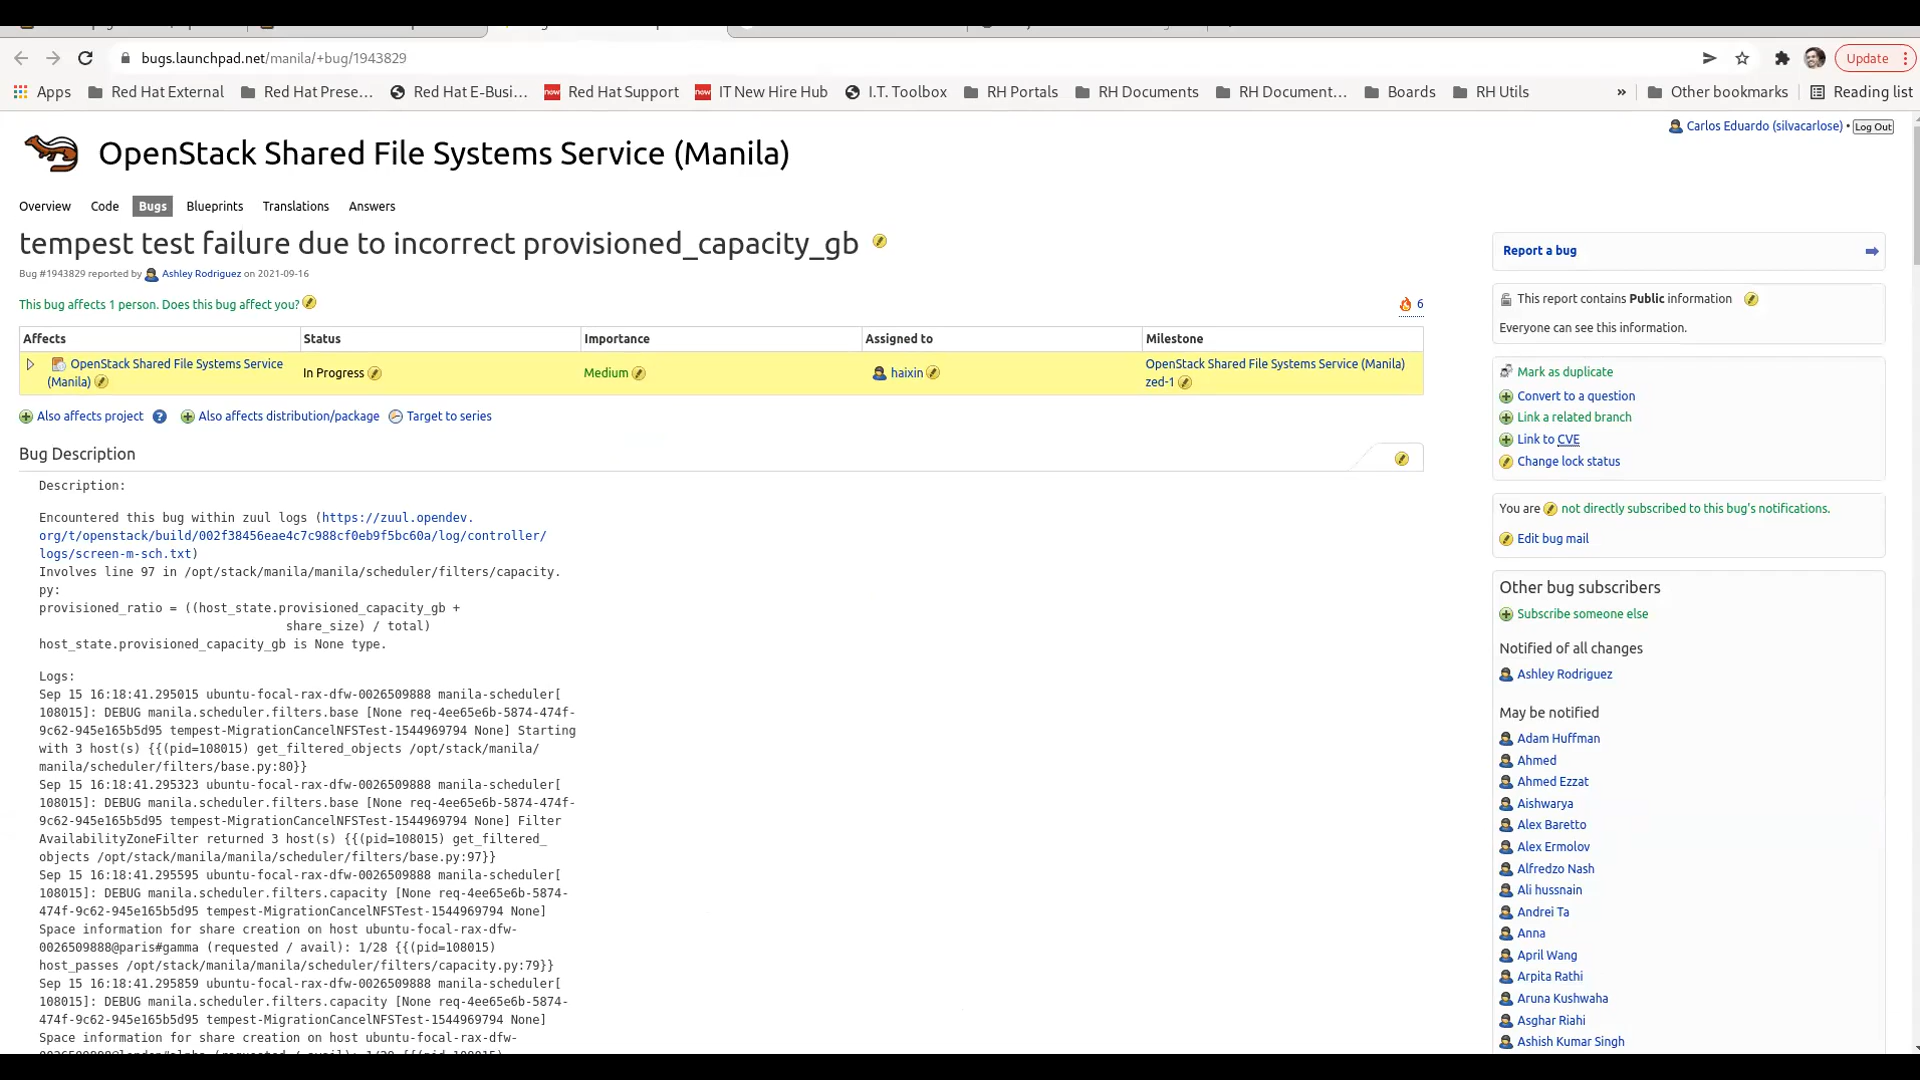 bugs.launchpad.net/manila/+bug/1943829
Update
Apps Red Hat External Red Hat Prese… Red Hat E-Busi… Red Hat Support IT New Hire Hub I.T. Toolbox RH Portals RH Documents RH Document… Boards RH Utils » Other bookmarks Reading list
Carlos Eduardo (silvacarlose) • Log Out
OpenStack Shared File Systems Service (Manila)
Overview Code Bugs Blueprints Translations Answers
tempest test failure due to incorrect provisioned_capacity_gb
Bug #1943829 reported by Ashley Rodriguez on 2021-09-16
This bug affects 1 person. Does this bug affect you?
6
Affects Status Importance Assigned to Milestone
OpenStack Shared File Systems Service (Manila) In Progress Medium haixin OpenStack Shared File Systems Service (Manila) zed-1
Also affects project Also affects distribution/package Target to series
Bug Description
Description:
Encountered this bug within zuul logs (https://zuul.opendev.
org/t/openstack/build/002f38456eae4c7c988cf0eb9f5bc60a/log/controller/
logs/screen-m-sch.txt)
Involves line 97 in /opt/stack/manila/manila/scheduler/filters/capacity.
py:
provisioned_ratio = ((host_state.provisioned_capacity_gb +
share_size) / total)
host_state.provisioned_capacity_gb is None type.
Logs:
Sep 15 16:18:41.295015 ubuntu-focal-rax-dfw-0026509888 manila-scheduler[
108015]: DEBUG manila.scheduler.filters.base [None req-4ee65e6b-5874-474f-
9c62-945e165b5d95 tempest-MigrationCancelNFSTest-1544969794 None] Starting
with 3 host(s) {{(pid=108015) get_filtered_objects /opt/stack/manila/
manila/scheduler/filters/base.py:80}}
Sep 15 16:18:41.295323 ubuntu-focal-rax-dfw-0026509888 manila-scheduler[
108015]: DEBUG manila.scheduler.filters.base [None req-4ee65e6b-5874-474f-
9c62-945e165b5d95 tempest-MigrationCancelNFSTest-1544969794 None] Filter
AvailabilityZoneFilter returned 3 host(s) {{(pid=108015) get_filtered_
objects /opt/stack/manila/manila/scheduler/filters/base.py:97}}
Sep 15 16:18:41.295595 ubuntu-focal-rax-dfw-0026509888 manila-scheduler[
108015]: DEBUG manila.scheduler.filters.capacity [None req-4ee65e6b-5874-
474f-9c62-945e165b5d95 tempest-MigrationCancelNFSTest-1544969794 None]
Space information for share creation on host ubuntu-focal-rax-dfw-
0026509888@paris#gamma (requested / avail): 1/28 {{(pid=108015)
host_passes /opt/stack/manila/manila/scheduler/filters/capacity.py:79}}
Sep 15 16:18:41.295859 ubuntu-focal-rax-dfw-0026509888 manila-scheduler[
108015]: DEBUG manila.scheduler.filters.capacity [None req-4ee65e6b-5874-
474f-9c62-945e165b5d95 tempest-MigrationCancelNFSTest-1544969794 None]
Space information for share creation on host ubuntu-focal-rax-dfw-
Report a bug
This report contains Public information
Everyone can see this information.
Mark as duplicate
Convert to a question
Link a related branch
Link to CVE
Change lock status
You are not directly subscribed to this bug's notifications.
Edit bug mail
Other bug subscribers
Subscribe someone else
Notified of all changes
Ashley Rodriguez
May be notified
Adam Huffman
Ahmed
Ahmed Ezzat
Aishwarya
Alex Baretto
Alex Ermolov
Alfredzo Nash
Ali hussnain
Andrei Ta
Anna
April Wang
Arpita Rathi
Aruna Kushwaha
Asghar Riahi
Ashish Kumar Singh